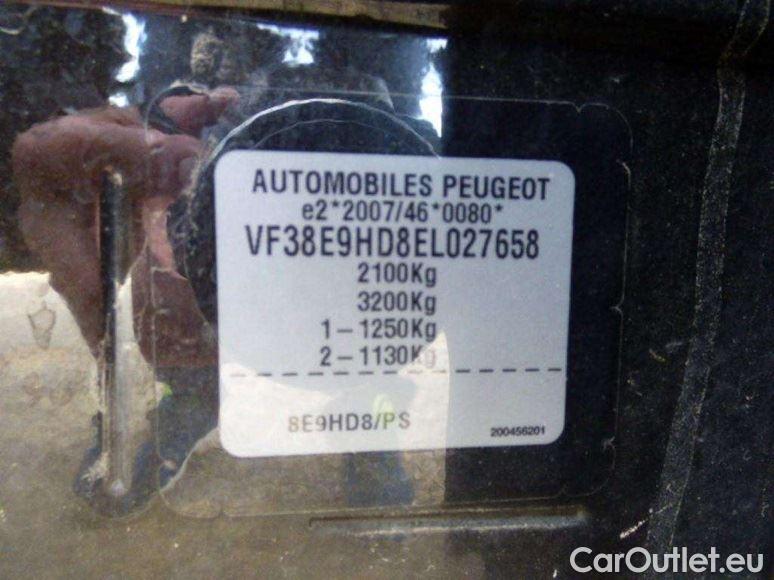 AUTOMOBILES PEUGEOT
e2*2007/46*0080*
VF38E9HD8EL027658
2100Kg
3200Kg
1-1250Kg
2-1130Kg
8E9HD8/PS
200456201
CarOutlet.eu